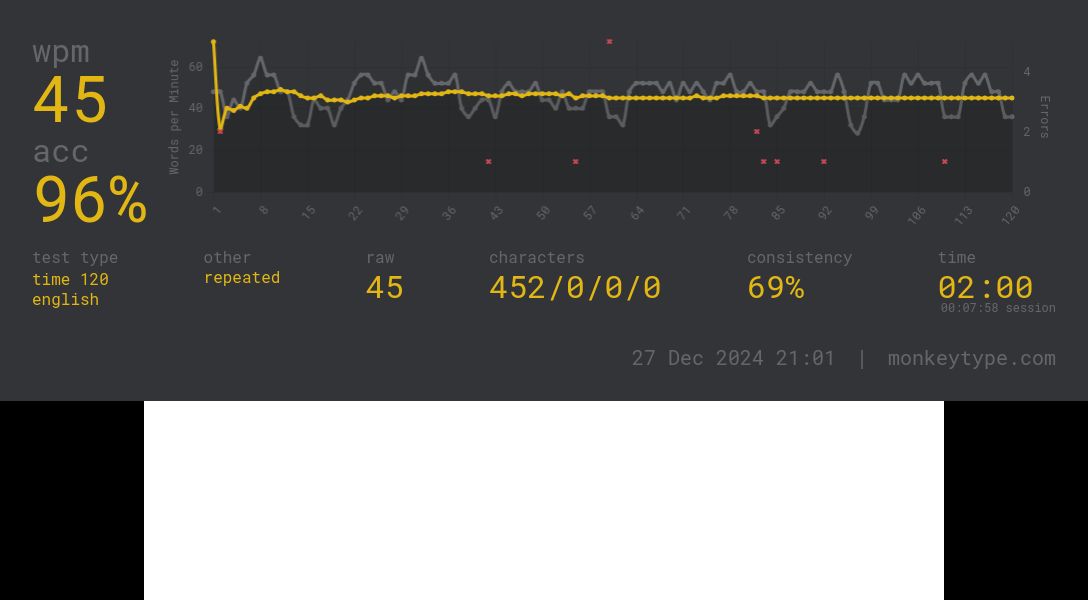 wpm
45
acc
96%
Words per Minute
60
40
20
0
Errors
4
2
0
1 8 15 22 29 36 43 50 57 64 71 78 85 92 99 106 113 120
test type
time 120
english
other
repeated
raw
45
characters
452/0/0/0
consistency
69%
time
02:00
00:07:58 session
27 Dec 2024 21:01 | monkeytype.com